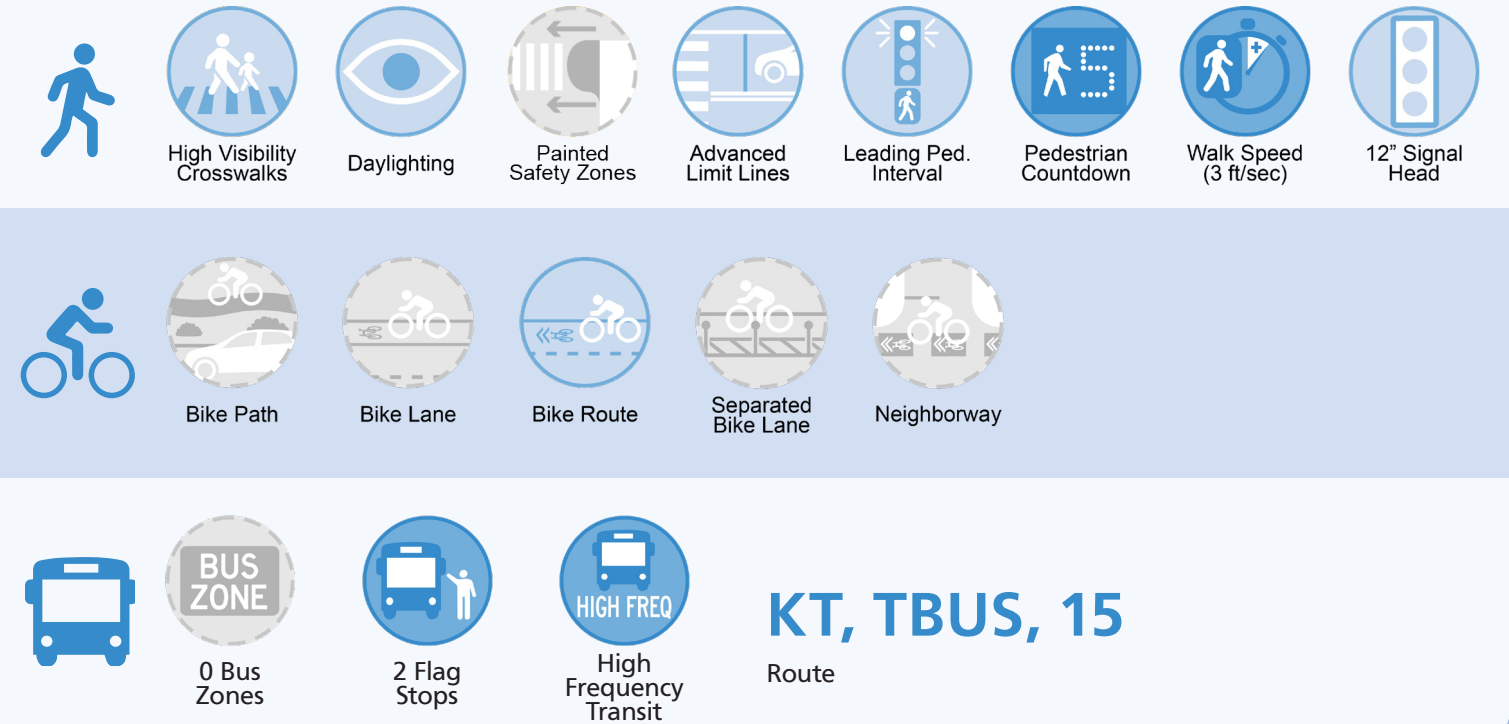 5
High Visibility
Crosswalks
Daylighting
Painted
Safety Zones
Advanced
Limit Lines
Leading Ped.
Interval
Pedestrian
Countdown
Walk Speed
(3 ft/sec)
12” Signal
Head
Bike Path
Bike Lane
Bike Route
Separated
Bike Lane
Neighborway
BUS
ZONE
0 Bus
Zones
2 Flag
Stops
HIGH FREQ
High
Frequency
Transit
KT, TBUS, 15
Route